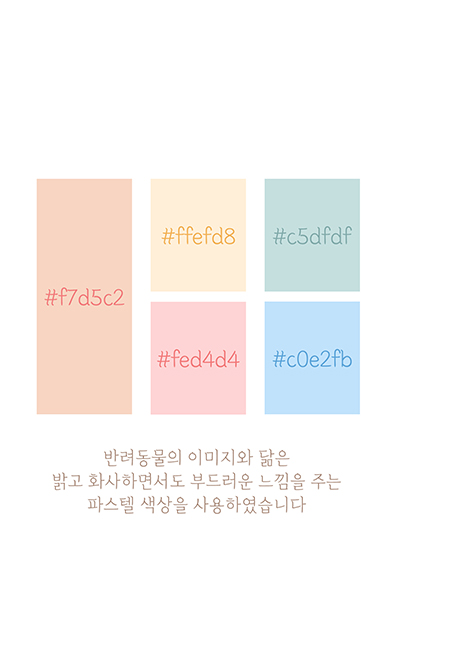 #f7d5c2
#ffefd8
#c5dfdf
#fed4d4
#c0e2fb
반려동물의 이미지와 닮은
밝고 화사하면서도 부드러운 느낌을 주는
파스텔 색상을 사용하였습니다